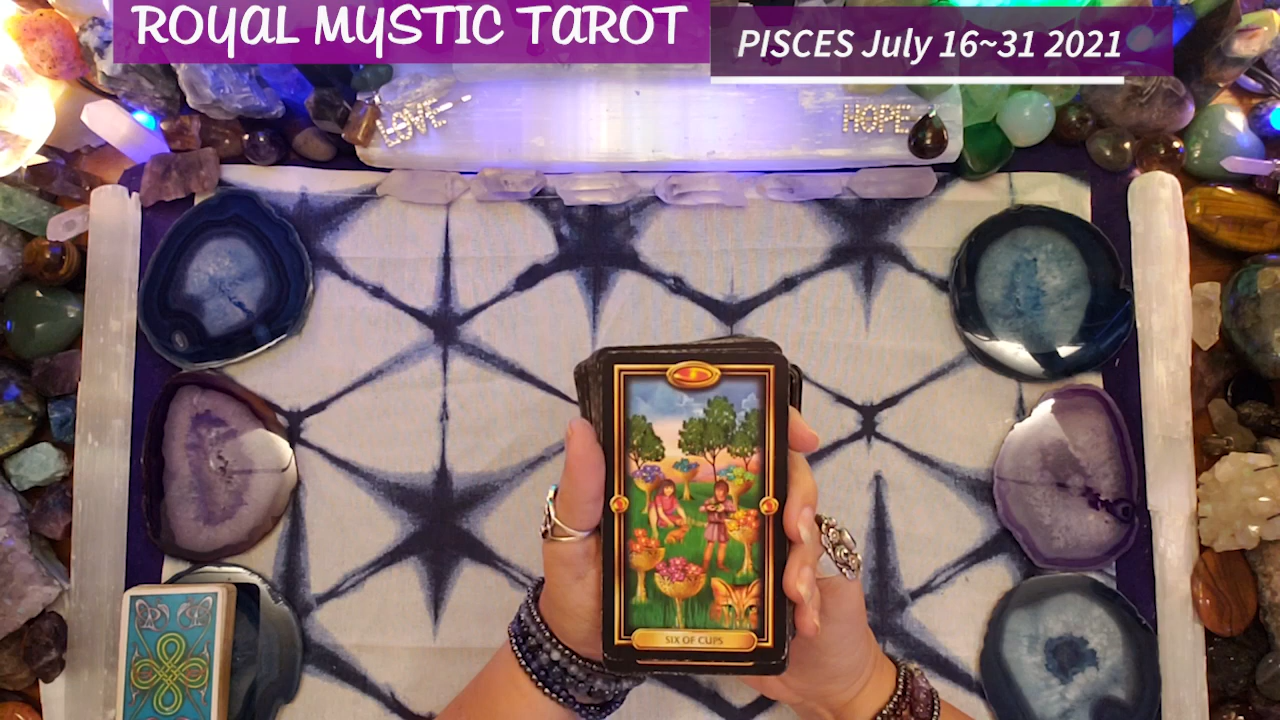 ROYAL MYSTIC TAROT
PISCES July 16~31 2021
LOVE
HOPE
SIX OF CUPS